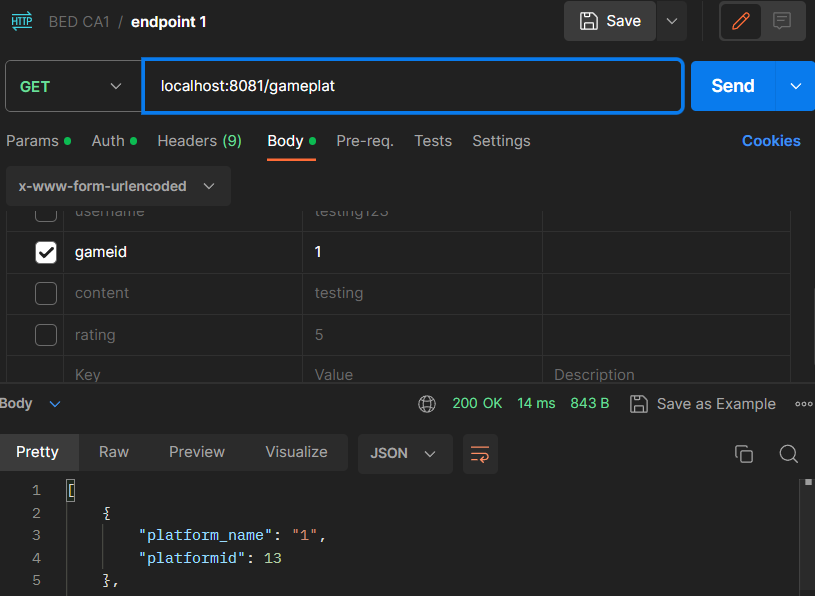 HTTP BED CA1 / endpoint 1 Save
GET localhost:8081/gameplat Send
Params Auth Headers (9) Body Pre-req. Tests Settings Cookies
x-www-form-urlencoded
username testing123
gameid 1
content testing
rating 5
Key Value Description
Body 200 OK 14 ms 843 B Save as Example
Pretty Raw Preview Visualize JSON
1 [
2 {
3 "platform_name": "1",
4 "platformid": 13
5 },